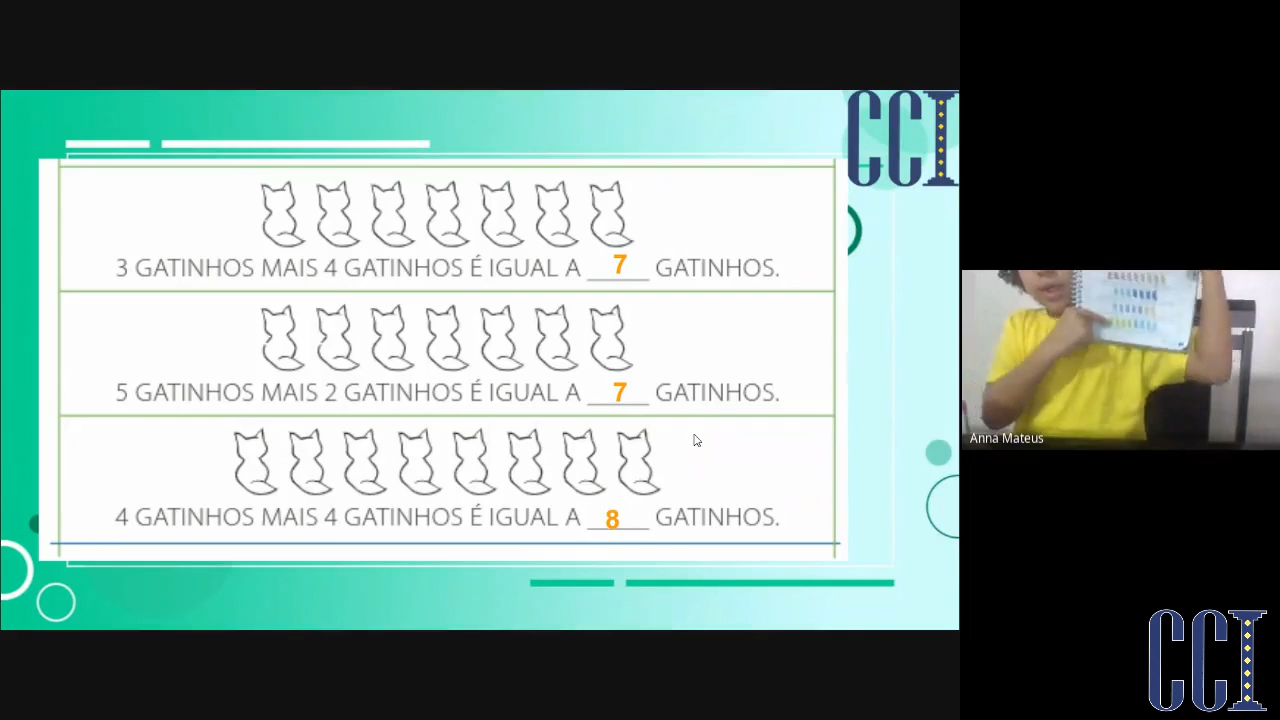 CCI
3 GATINHOS MAIS 4 GATINHOS É IGUAL A 7 GATINHOS.
5 GATINHOS MAIS 2 GATINHOS É IGUAL A 7 GATINHOS.
4 GATINHOS MAIS 4 GATINHOS É IGUAL A 8 GATINHOS.
Anna Mateus
CCI